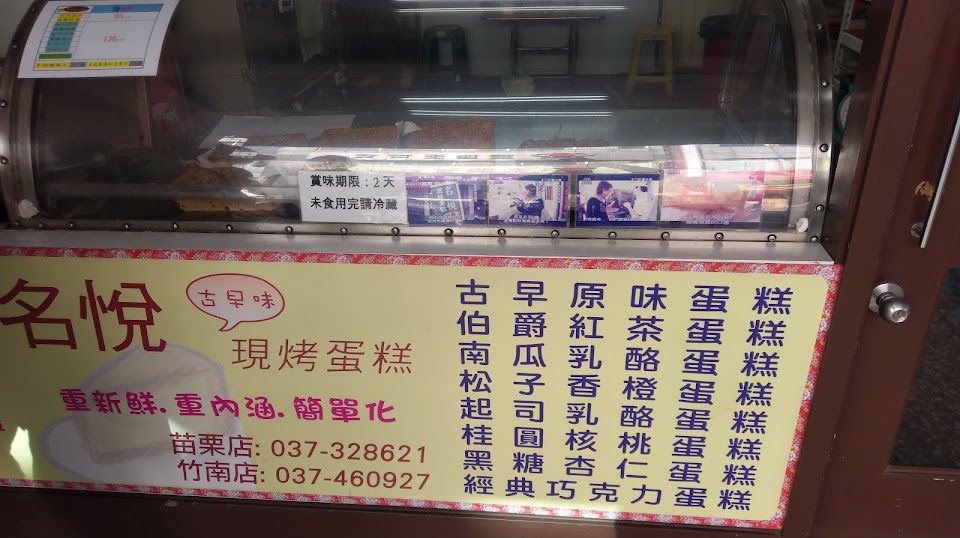 85
賞味期限：2天
未食用完請冷藏
名悅
古早味
現烤蛋糕
重新鮮.重內涵.簡單化
苗栗店: 037-328621
竹南店: 037-460927
古早原味蛋糕
伯爵紅茶蛋糕
南瓜乳酪蛋糕
松子香橙蛋糕
起司乳酪蛋糕
桂圓核桃蛋糕
黑糖杏仁蛋糕
經典巧克力蛋糕